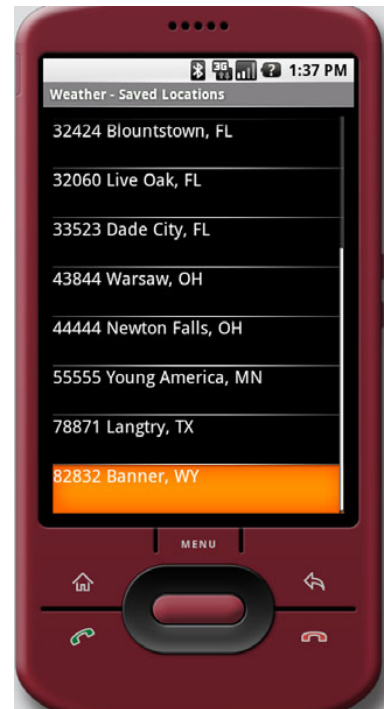 3G
1:37 PM
Weather - Saved Locations
32424 Blountstown, FL
32060 Live Oak, FL
33523 Dade City, FL
43844 Warsaw, OH
44444 Newton Falls, OH
55555 Young America, MN
78871 Langtry, TX
82832 Banner, WY
MENU